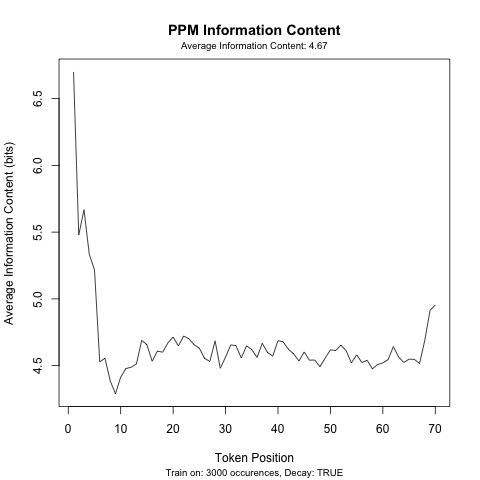 PPM Information Content
Average Information Content: 4.67
Average Information Content (bits)
6.5
6.0
5.5
5.0
4.5
0 10 20 30 40 50 60 70
Token Position
Train on: 3000 occurences, Decay: TRUE